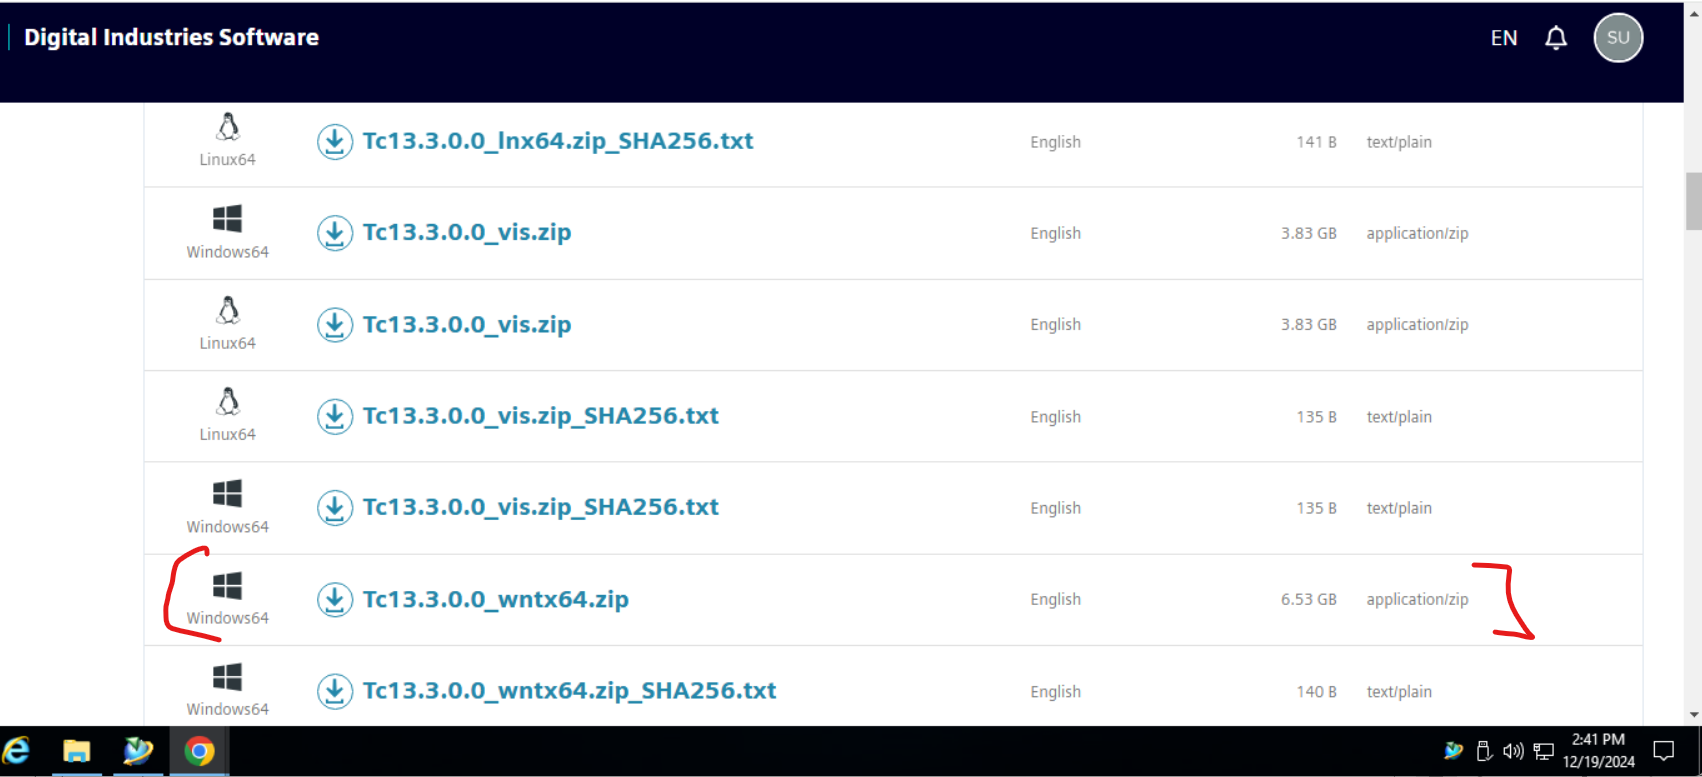 Digital Industries Software
EN
SU
Linux64 Tc13.3.0.0_lnx64.zip_SHA256.txt English 141 B text/plain
Windows64 Tc13.3.0.0_vis.zip English 3.83 GB application/zip
Linux64 Tc13.3.0.0_vis.zip English 3.83 GB application/zip
Linux64 Tc13.3.0.0_vis.zip_SHA256.txt English 135 B text/plain
Windows64 Tc13.3.0.0_vis.zip_SHA256.txt English 135 B text/plain
Windows64 Tc13.3.0.0_wntx64.zip English 6.53 GB application/zip
Windows64 Tc13.3.0.0_wntx64.zip_SHA256.txt English 140 B text/plain
2:41 PM
12/19/2024